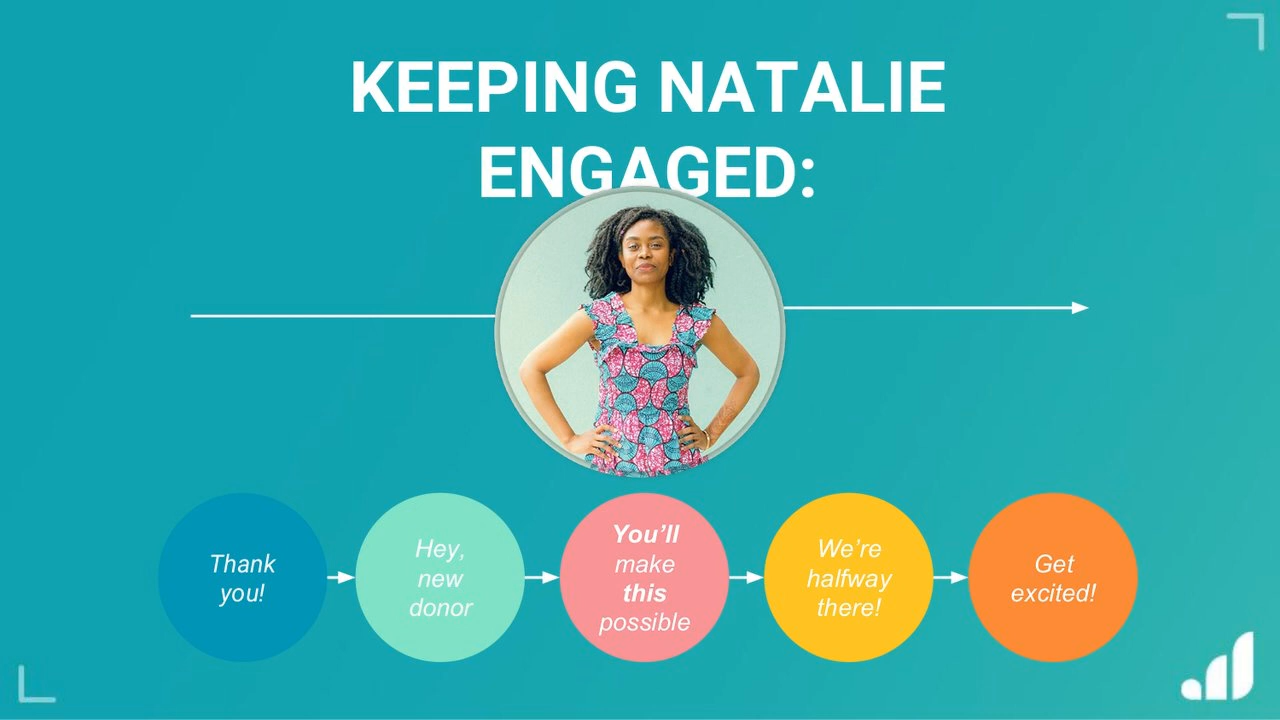 KEEPING NATALIE
ENGAGED:
Thank
you!
Hey,
new
donor
You'll
make
this
possible
We're
halfway
there!
Get
excited!